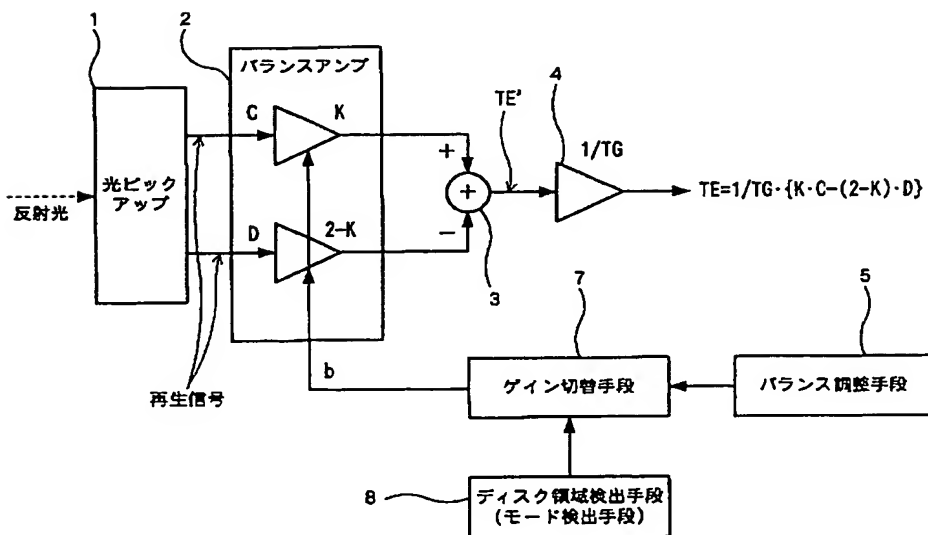 1
2
バランスアンプ
4
TE'
C
K
1/TG
+
光ピック
アップ
+
TE=1/TG・{K・C-(2-K)・D}
反射光
D
2-K
−
3
7
5
b
再生信号
ゲイン切替手段
バランス調整手段
8
ディスク領域検出手段
(モード検出手段)